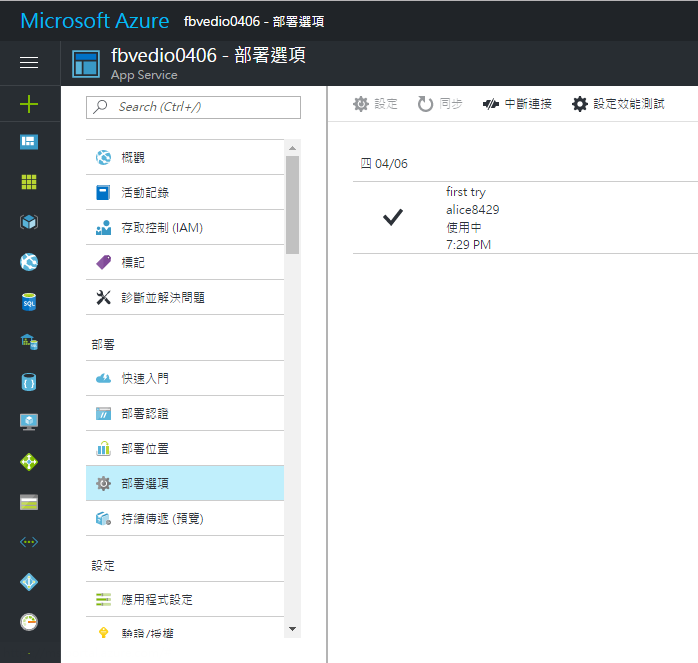 Microsoft Azure fbvedio0406 - 部署選項
fbvedio0406 - 部署選項
App Service
Search (Ctrl+/)
概觀
活動記錄
存取控制 (IAM)
標記
診斷並解決問題
部署
快速入門
部署認證
部署位置
部署選項
持續傳遞 (預覽)
設定
應用程式設定
驗證/授權
設定 同步 中斷連接 設定效能測試
四 04/06
first try
alice8429
使用中
7:29 PM
SQL